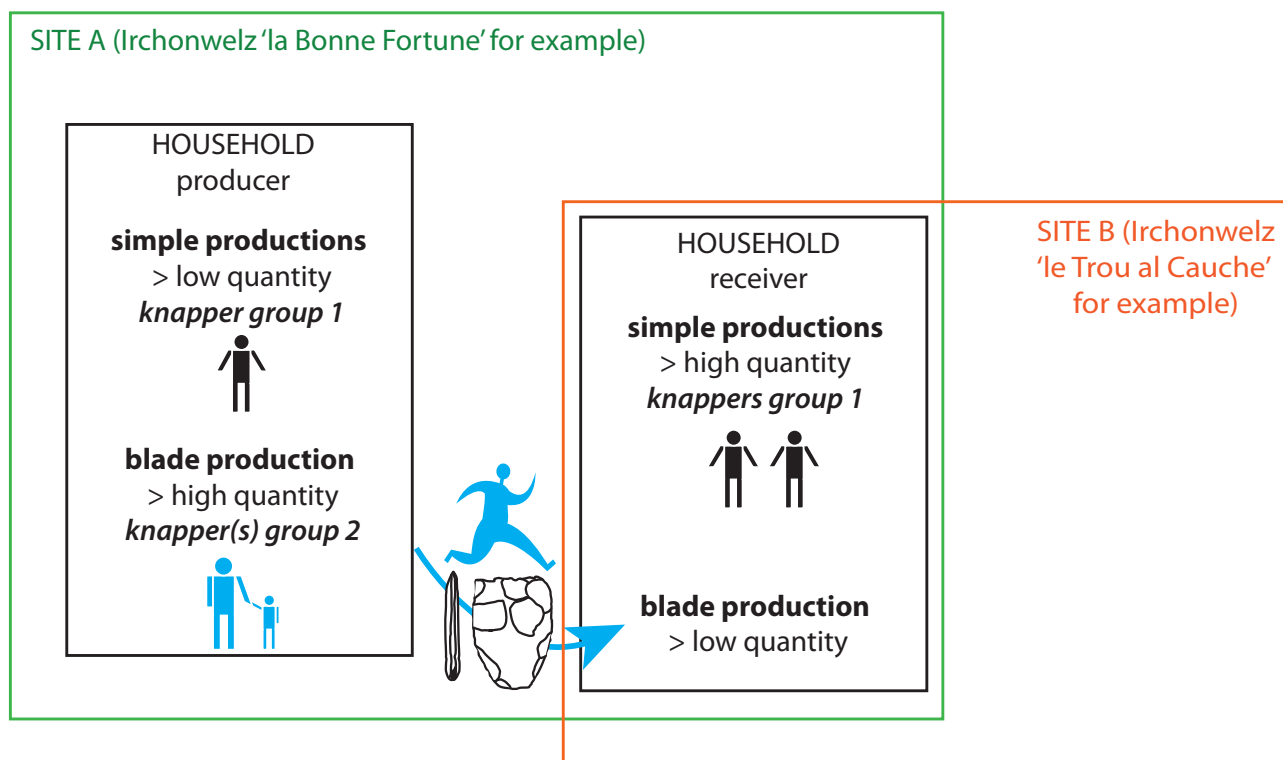 SITE A (Irchonwelz ‘la Bonne Fortune’ for example)
HOUSEHOLD
producer
simple productions
> low quantity
knapper group 1
blade production
> high quantity
knapper(s) group 2
HOUSEHOLD
receiver
simple productions
> high quantity
knappers group 1
blade production
> low quantity
SITE B (Irchonwelz
‘le Trou al Cauche’
for example)